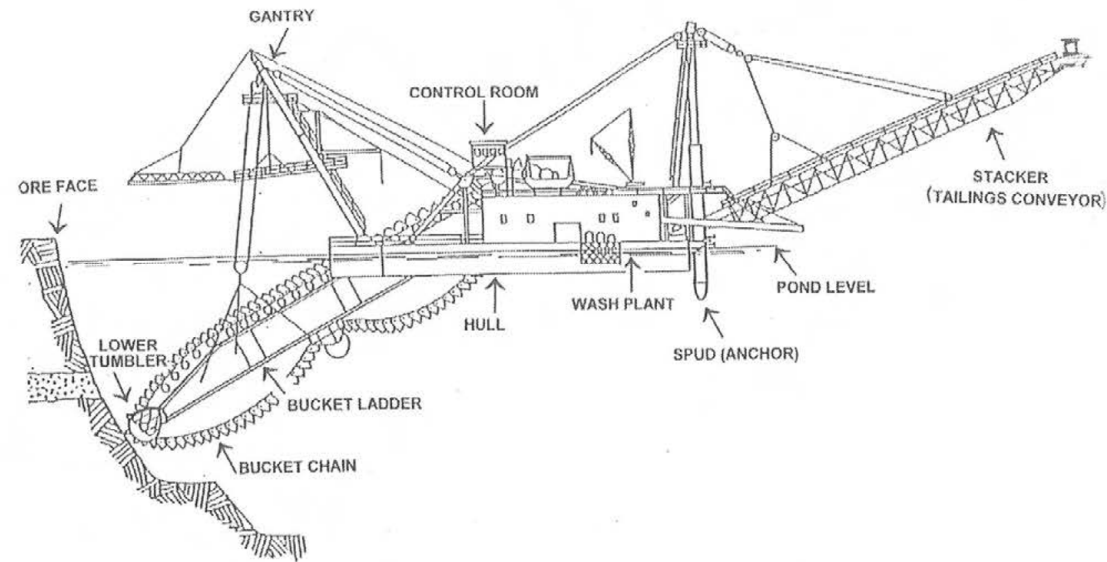 GANTRY
CONTROL ROOM
ORE FACE
STACKER
(TAILINGS CONVEYOR)
POND LEVEL
WASH PLANT
HULL
SPUD (ANCHOR)
LOWER
TUMBLER
BUCKET LADDER
BUCKET CHAIN